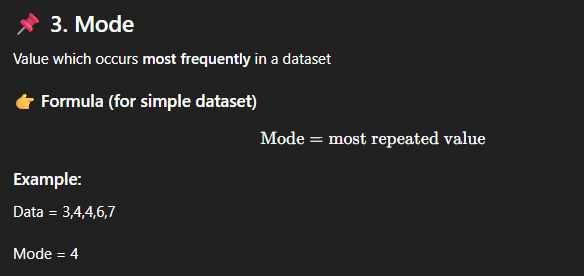 📌 3. Mode
Value which occurs most frequently in a dataset
👉 Formula (for simple dataset)
Mode = most repeated value
Example:
Data = 3,4,4,6,7
Mode = 4